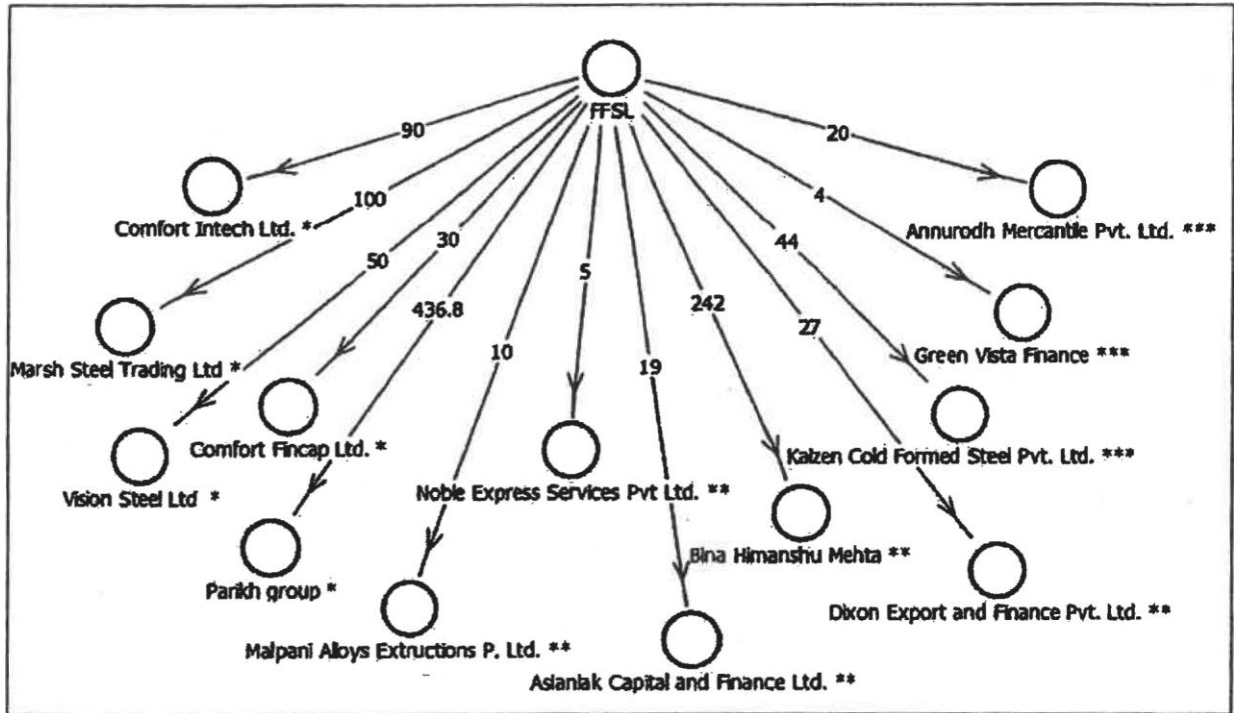 FFSL
90
20
100
4
Comfort Intech Ltd. *
Annurodh Mercantile Pvt. Ltd. ***
50
30
44
5
436.8
242
27
Marsh Steel Trading Ltd *
Green Vista Finance ***
10
19
Comfort Fincap Ltd. *
Kaizen Cold Formed Steel Pvt. Ltd. ***
Vision Steel Ltd *
Noble Express Services Pvt Ltd. **
Bina Himanshu Mehta **
Parikh group *
Dixon Export and Finance Pvt. Ltd. **
Malpani Alloys Extructions P. Ltd. **
Asianlak Capital and Finance Ltd. **